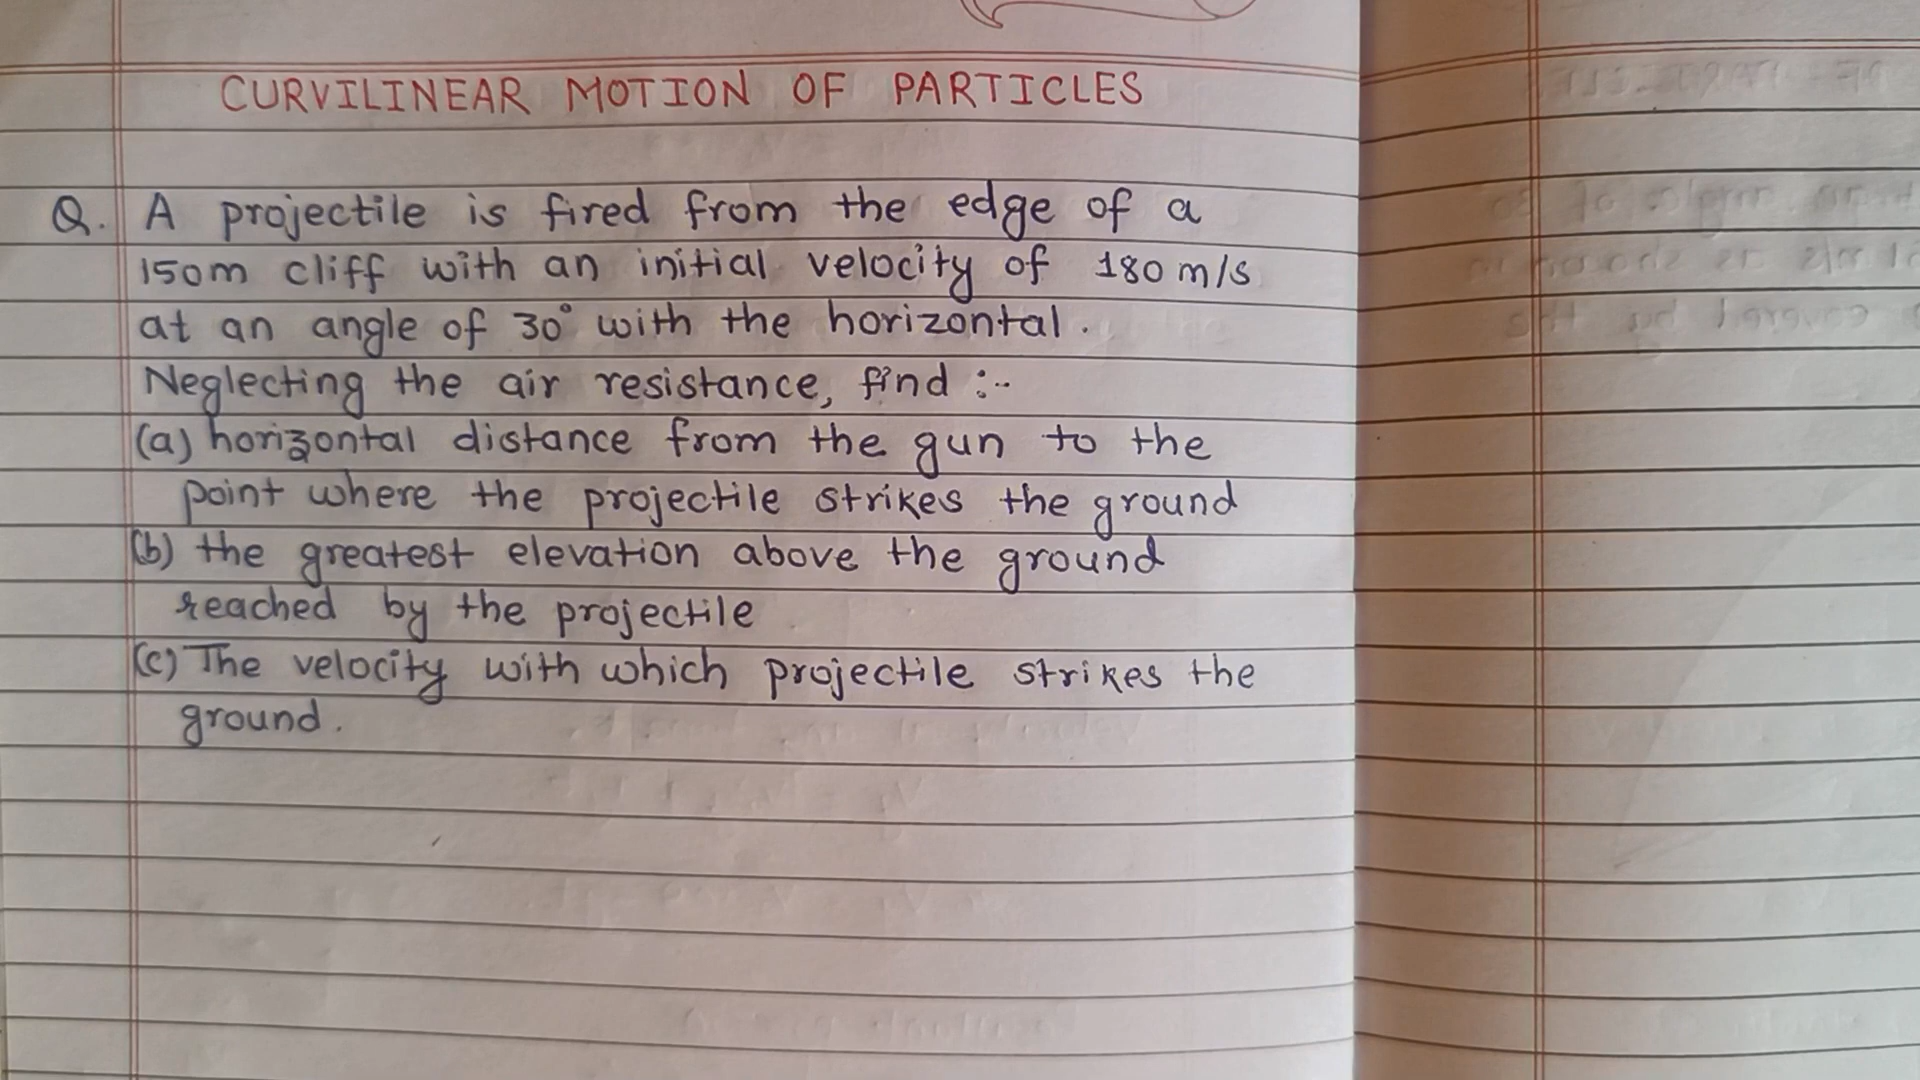 CURVILINEAR MOTION OF PARTICLES
Q. A projectile is fired from the edge of a
150m cliff with an initial velocity of 180 m/s
at an angle of 30° with the horizontal.
Neglecting the air resistance, find :--
(a) horizontal distance from the gun to the
point where the projectile strikes the ground
(b) the greatest elevation above the ground
reached by the projectile
(c) The velocity with which projectile strikes the
ground.